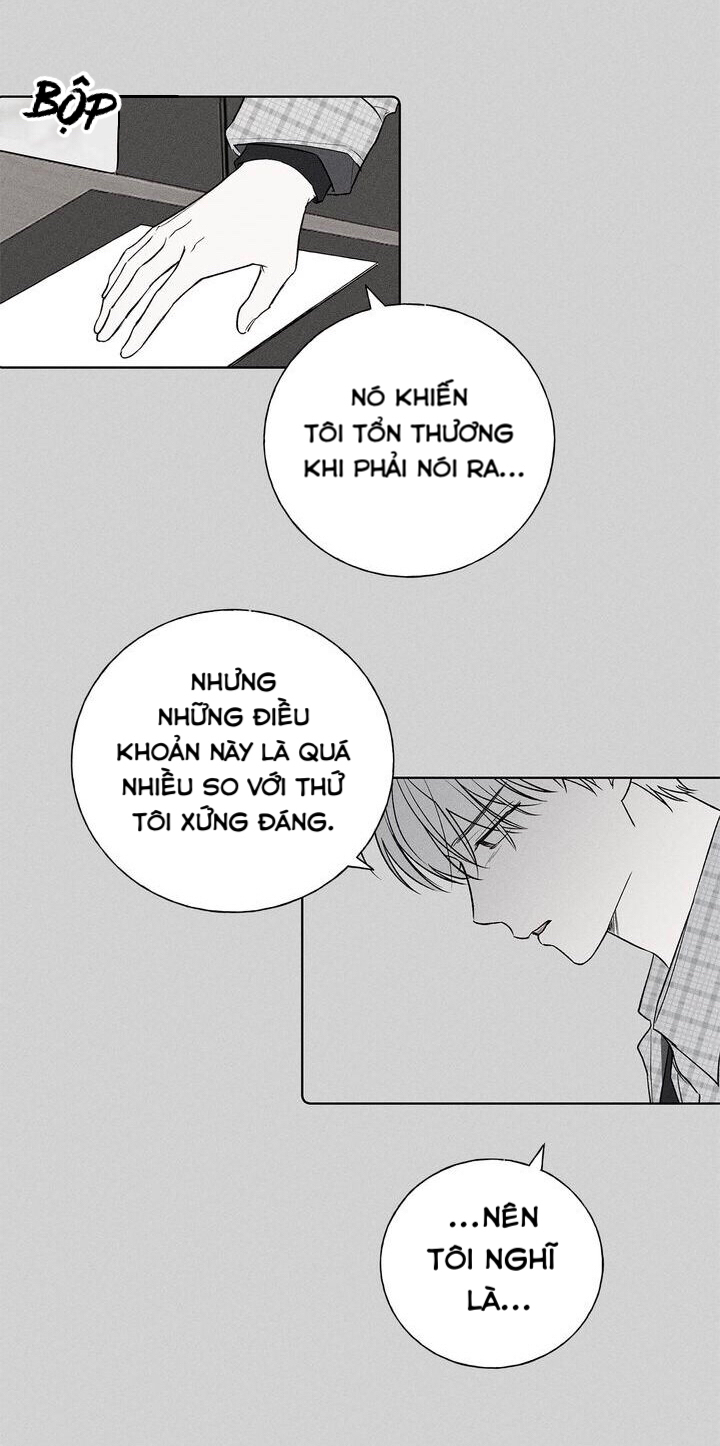 BỘP
NÓ KHIẾN
TÔI TỔN THƯƠNG
KHI PHẢI NÓI RA...
NHƯNG
NHỮNG ĐIỀU
KHOẢN NÀY LÀ QUÁ
NHIỀU SO VỚI THỨ
TÔI XỨNG ĐÁNG.
...NÊN
TÔI NGHĨ
LÀ...